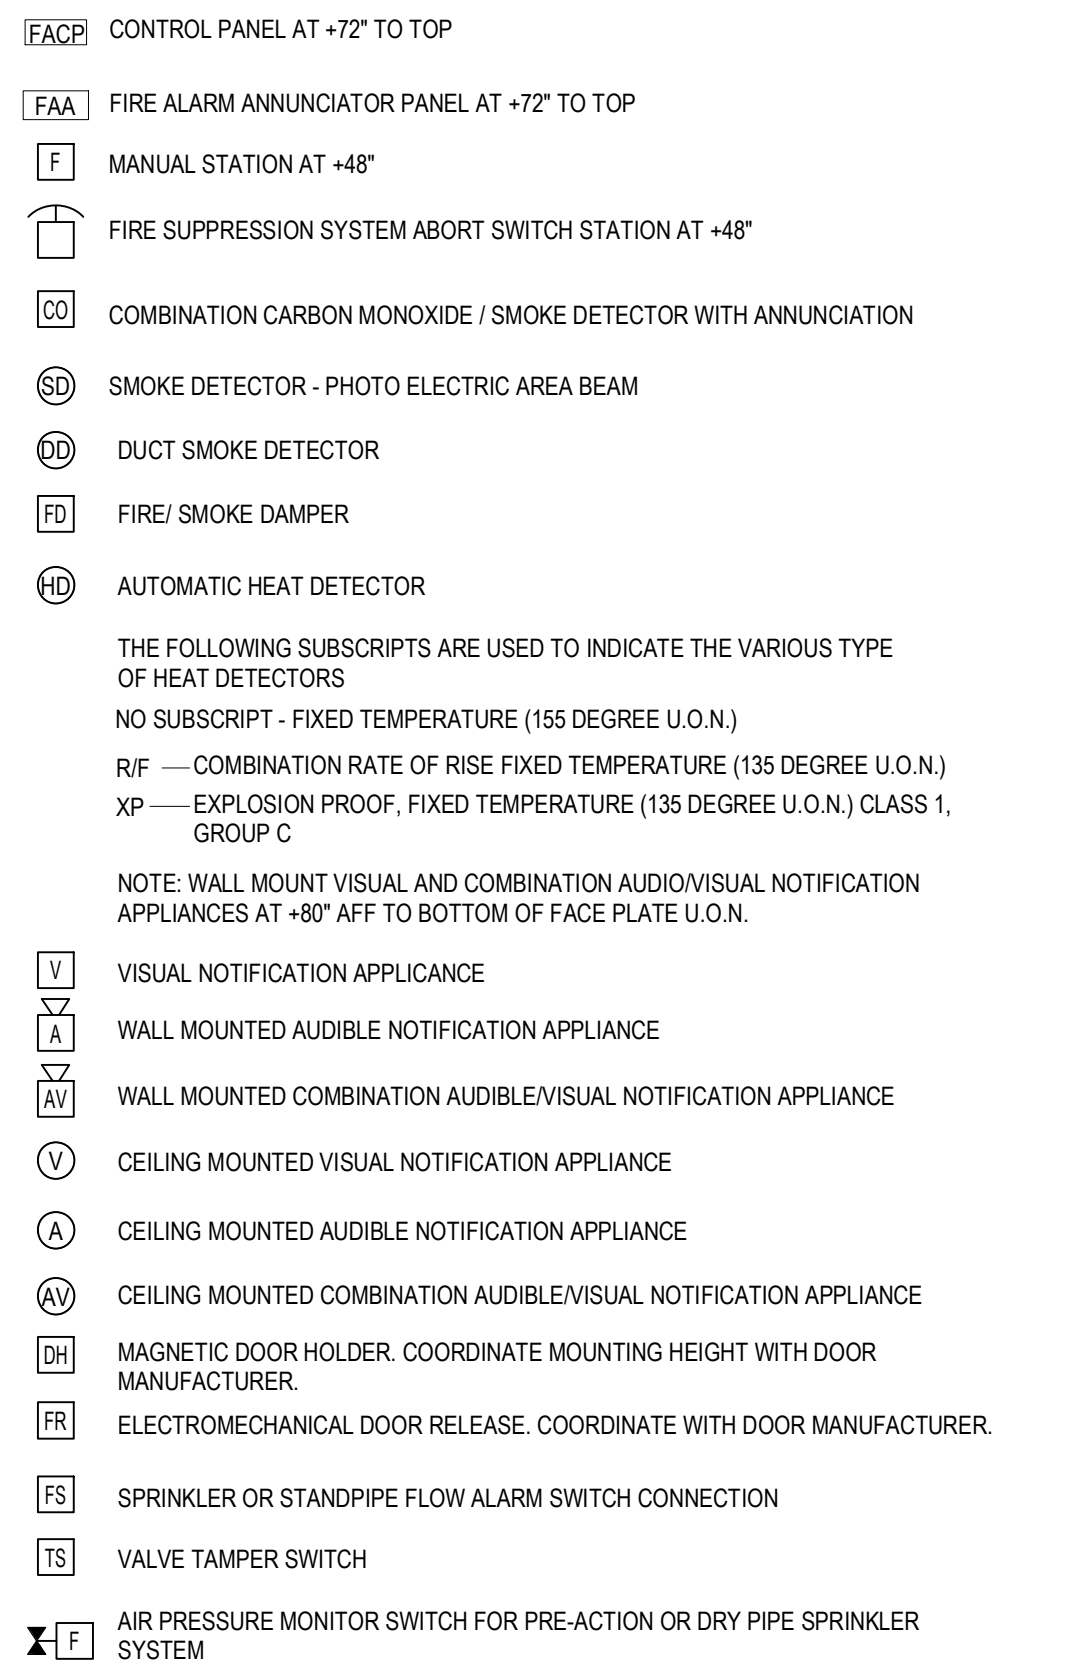 FACP CONTROL PANEL AT +72" TO TOP
FAA FIRE ALARM ANNUNCIATOR PANEL AT +72" TO TOP
F MANUAL STATION AT +48"
FIRE SUPPRESSION SYSTEM ABORT SWITCH STATION AT +48"
CO COMBINATION CARBON MONOXIDE / SMOKE DETECTOR WITH ANNUNCIATION
SD SMOKE DETECTOR - PHOTO ELECTRIC AREA BEAM
DD DUCT SMOKE DETECTOR
FD FIRE/ SMOKE DAMPER
HD AUTOMATIC HEAT DETECTOR
THE FOLLOWING SUBSCRIPTS ARE USED TO INDICATE THE VARIOUS TYPE
OF HEAT DETECTORS
NO SUBSCRIPT - FIXED TEMPERATURE (155 DEGREE U.O.N.)
R/F — COMBINATION RATE OF RISE FIXED TEMPERATURE (135 DEGREE U.O.N.)
XP — EXPLOSION PROOF, FIXED TEMPERATURE (135 DEGREE U.O.N.) CLASS 1,
GROUP C
NOTE: WALL MOUNT VISUAL AND COMBINATION AUDIO/VISUAL NOTIFICATION
APPLIANCES AT +80" AFF TO BOTTOM OF FACE PLATE U.O.N.
V VISUAL NOTIFICATION APPLICANCE
A WALL MOUNTED AUDIBLE NOTIFICATION APPLIANCE
AV WALL MOUNTED COMBINATION AUDIBLE/VISUAL NOTIFICATION APPLIANCE
V CEILING MOUNTED VISUAL NOTIFICATION APPLIANCE
A CEILING MOUNTED AUDIBLE NOTIFICATION APPLIANCE
AV CEILING MOUNTED COMBINATION AUDIBLE/VISUAL NOTIFICATION APPLIANCE
DH MAGNETIC DOOR HOLDER. COORDINATE MOUNTING HEIGHT WITH DOOR
MANUFACTURER.
FR ELECTROMECHANICAL DOOR RELEASE. COORDINATE WITH DOOR MANUFACTURER.
FS SPRINKLER OR STANDPIPE FLOW ALARM SWITCH CONNECTION
TS VALVE TAMPER SWITCH
F AIR PRESSURE MONITOR SWITCH FOR PRE-ACTION OR DRY PIPE SPRINKLER
SYSTEM